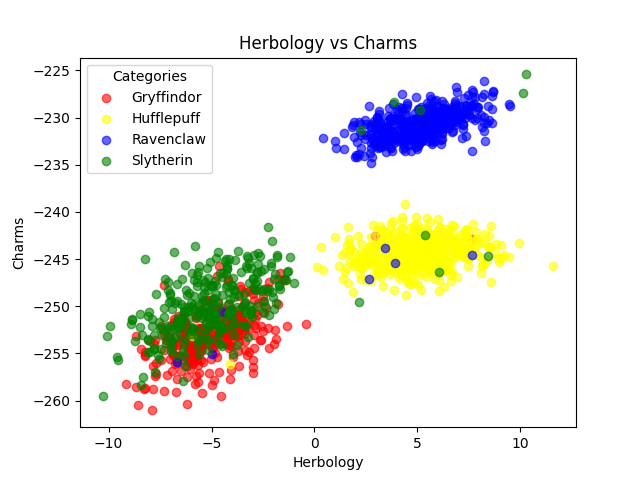 Herbology vs Charms
Categories
Gryffindor
Hufflepuff
Ravenclaw
Slytherin
Charms
−225
−230
−235
−240
−245
−250
−255
−260
−10
−5
0
5
10
Herbology